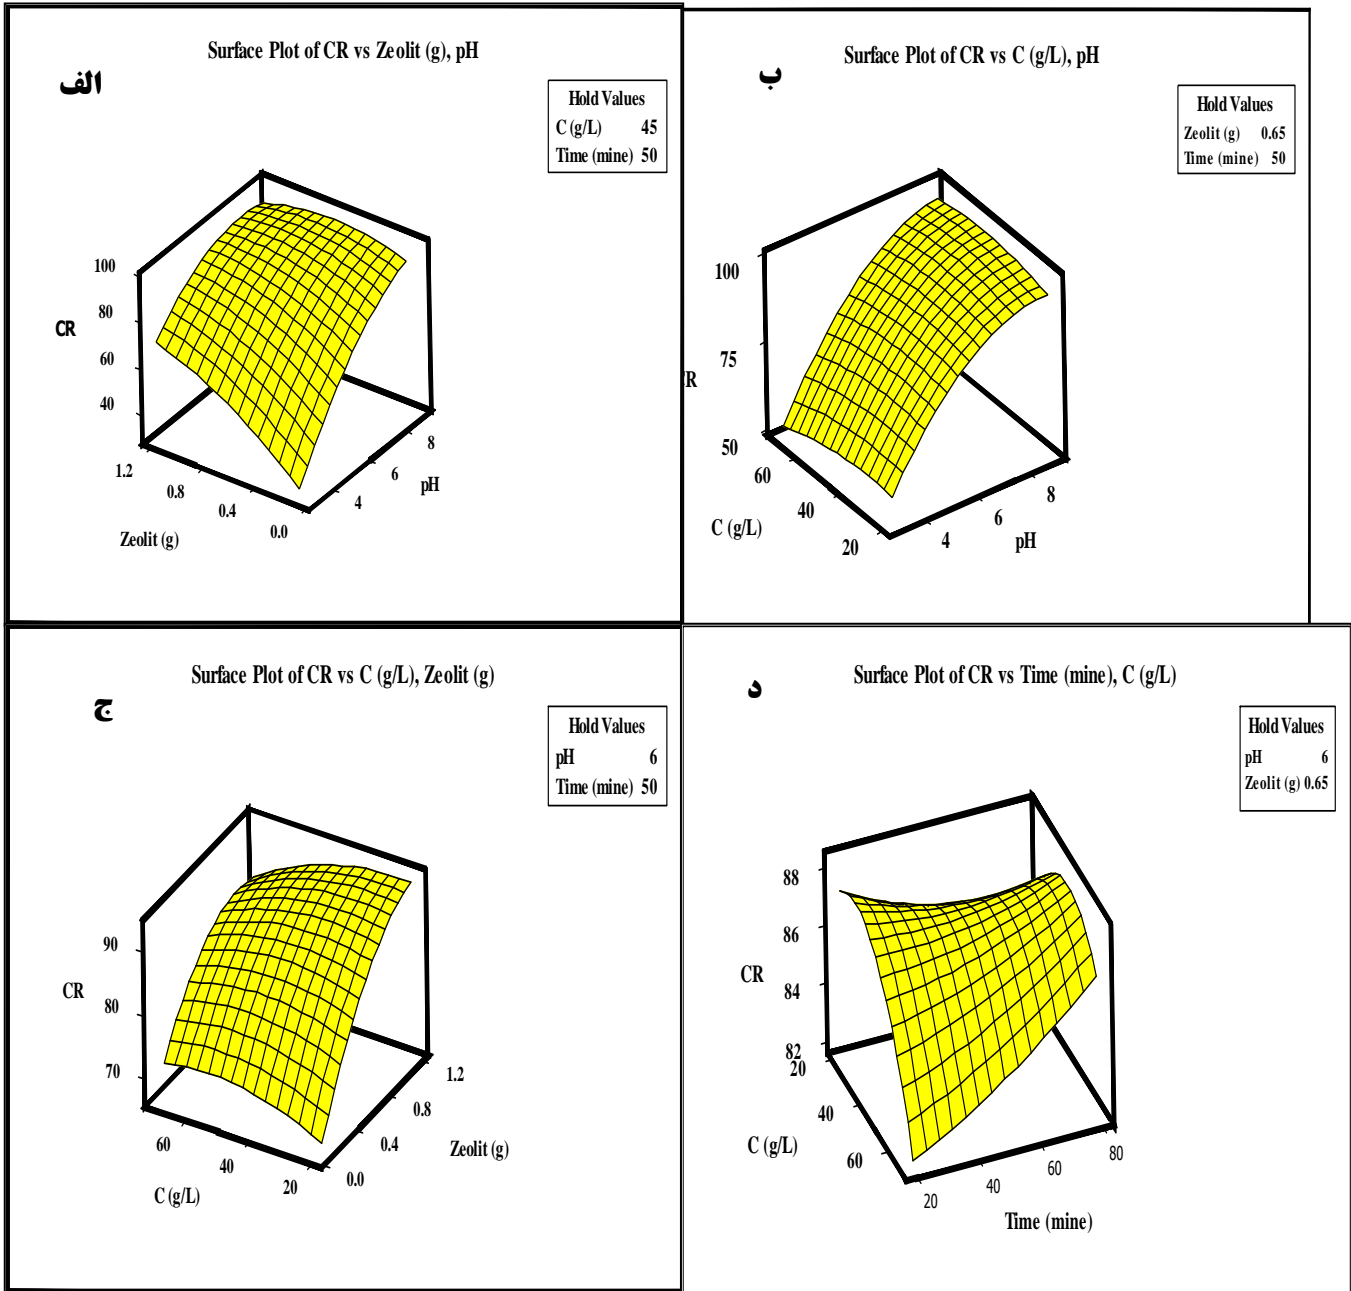 Surface Plot of CR vs Zeolit (g), pH
الف
Hold Values
C (g/L) 45
Time (mine) 50
100
80
CR
60
40
1.2
0.8
0.4
0.0
Zeolit (g)
4
6
8
pH
Surface Plot of CR vs C (g/L), pH
ب
Hold Values
Zeolit (g) 0.65
Time (mine) 50
100
75
R
50
60
40
20
C (g/L)
4
6
8
pH
Surface Plot of CR vs C (g/L), Zeolit (g)
ج
Hold Values
pH 6
Time (mine) 50
90
CR
80
70
60
40
20
C (g/L)
0.0
0.4
0.8
1.2
Zeolit (g)
Surface Plot of CR vs Time (mine), C (g/L)
د
Hold Values
pH 6
Zeolit (g) 0.65
88
86
CR
84
82
20
40
60
C (g/L)
20
40
60
80
Time (mine)